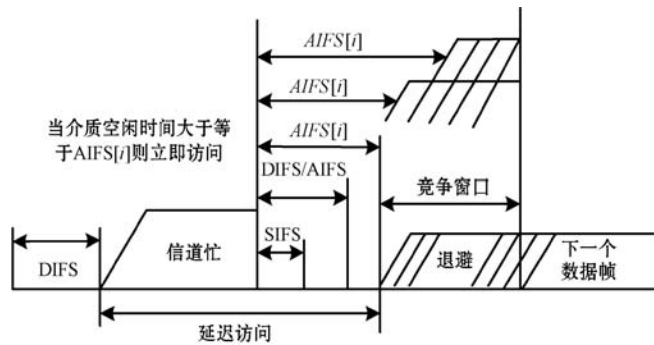 AIFS[i]
AIFS[i]
当介质空闲时间大于等
于AIFS[i]则立即访问
AIFS[i]
DIFS/AIFS
竞争窗口
SIFS
信道忙
DIFS
退避
下一个
数据帧
延迟访问